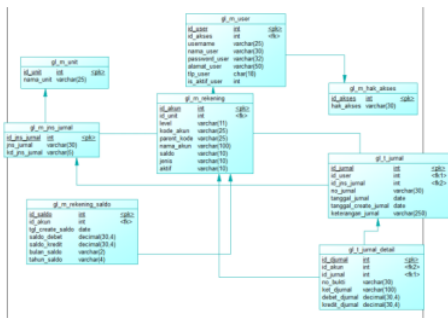 gl_m_user
id_user int <pk>
id_akses int <fk>
username varchar(25)
nama_user varchar(30)
password_user varchar(32)
alamat_user varchar(50)
tlp_user char(18)
is_aktif_user int
gl_m_unit
id_unit int <pk>
nama_unit varchar(25)
gl_m_hak_akses
id_akses int <pk>
hak_akses varchar(35)
gl_m_rekening
id_akun int <pk>
id_unit int <fk>
level varchar(11)
kode_akun varchar(25)
parent_kode varchar(25)
nama_akun varchar(100)
saldo varchar(10)
jenis varchar(10)
aktif varchar(10)
gl_m_jns_jurnal
id_jns_jurnal int <pk>
jns_jurnal varchar(30)
kd_jns_jurnal varchar(5)
gl_t_jurnal
id_jurnal int <pk>
id_user int <fk1>
id_jns_jurnal int <fk2>
no_jurnal varchar(30)
tanggal_jurnal date
tanggal_create_jurnal date
keterangan_jurnal varchar(250)
gl_m_rekening_saldo
id_saldo int <pk>
id_akun int <fk>
tgl_create_saldo date
saldo_debet decimal(30,4)
saldo_kredit decimal(30,4)
bulan_saldo varchar(2)
tahun_saldo varchar(4)
gl_t_jurnal_detail
id_djurnal int <pk>
id_akun int <fk2>
id_jurnal int <fk1>
no_bukti varchar(30)
ket_djurnal varchar(100)
debet_djurnal decimal(30,4)
kredit_djurnal decimal(30,4)